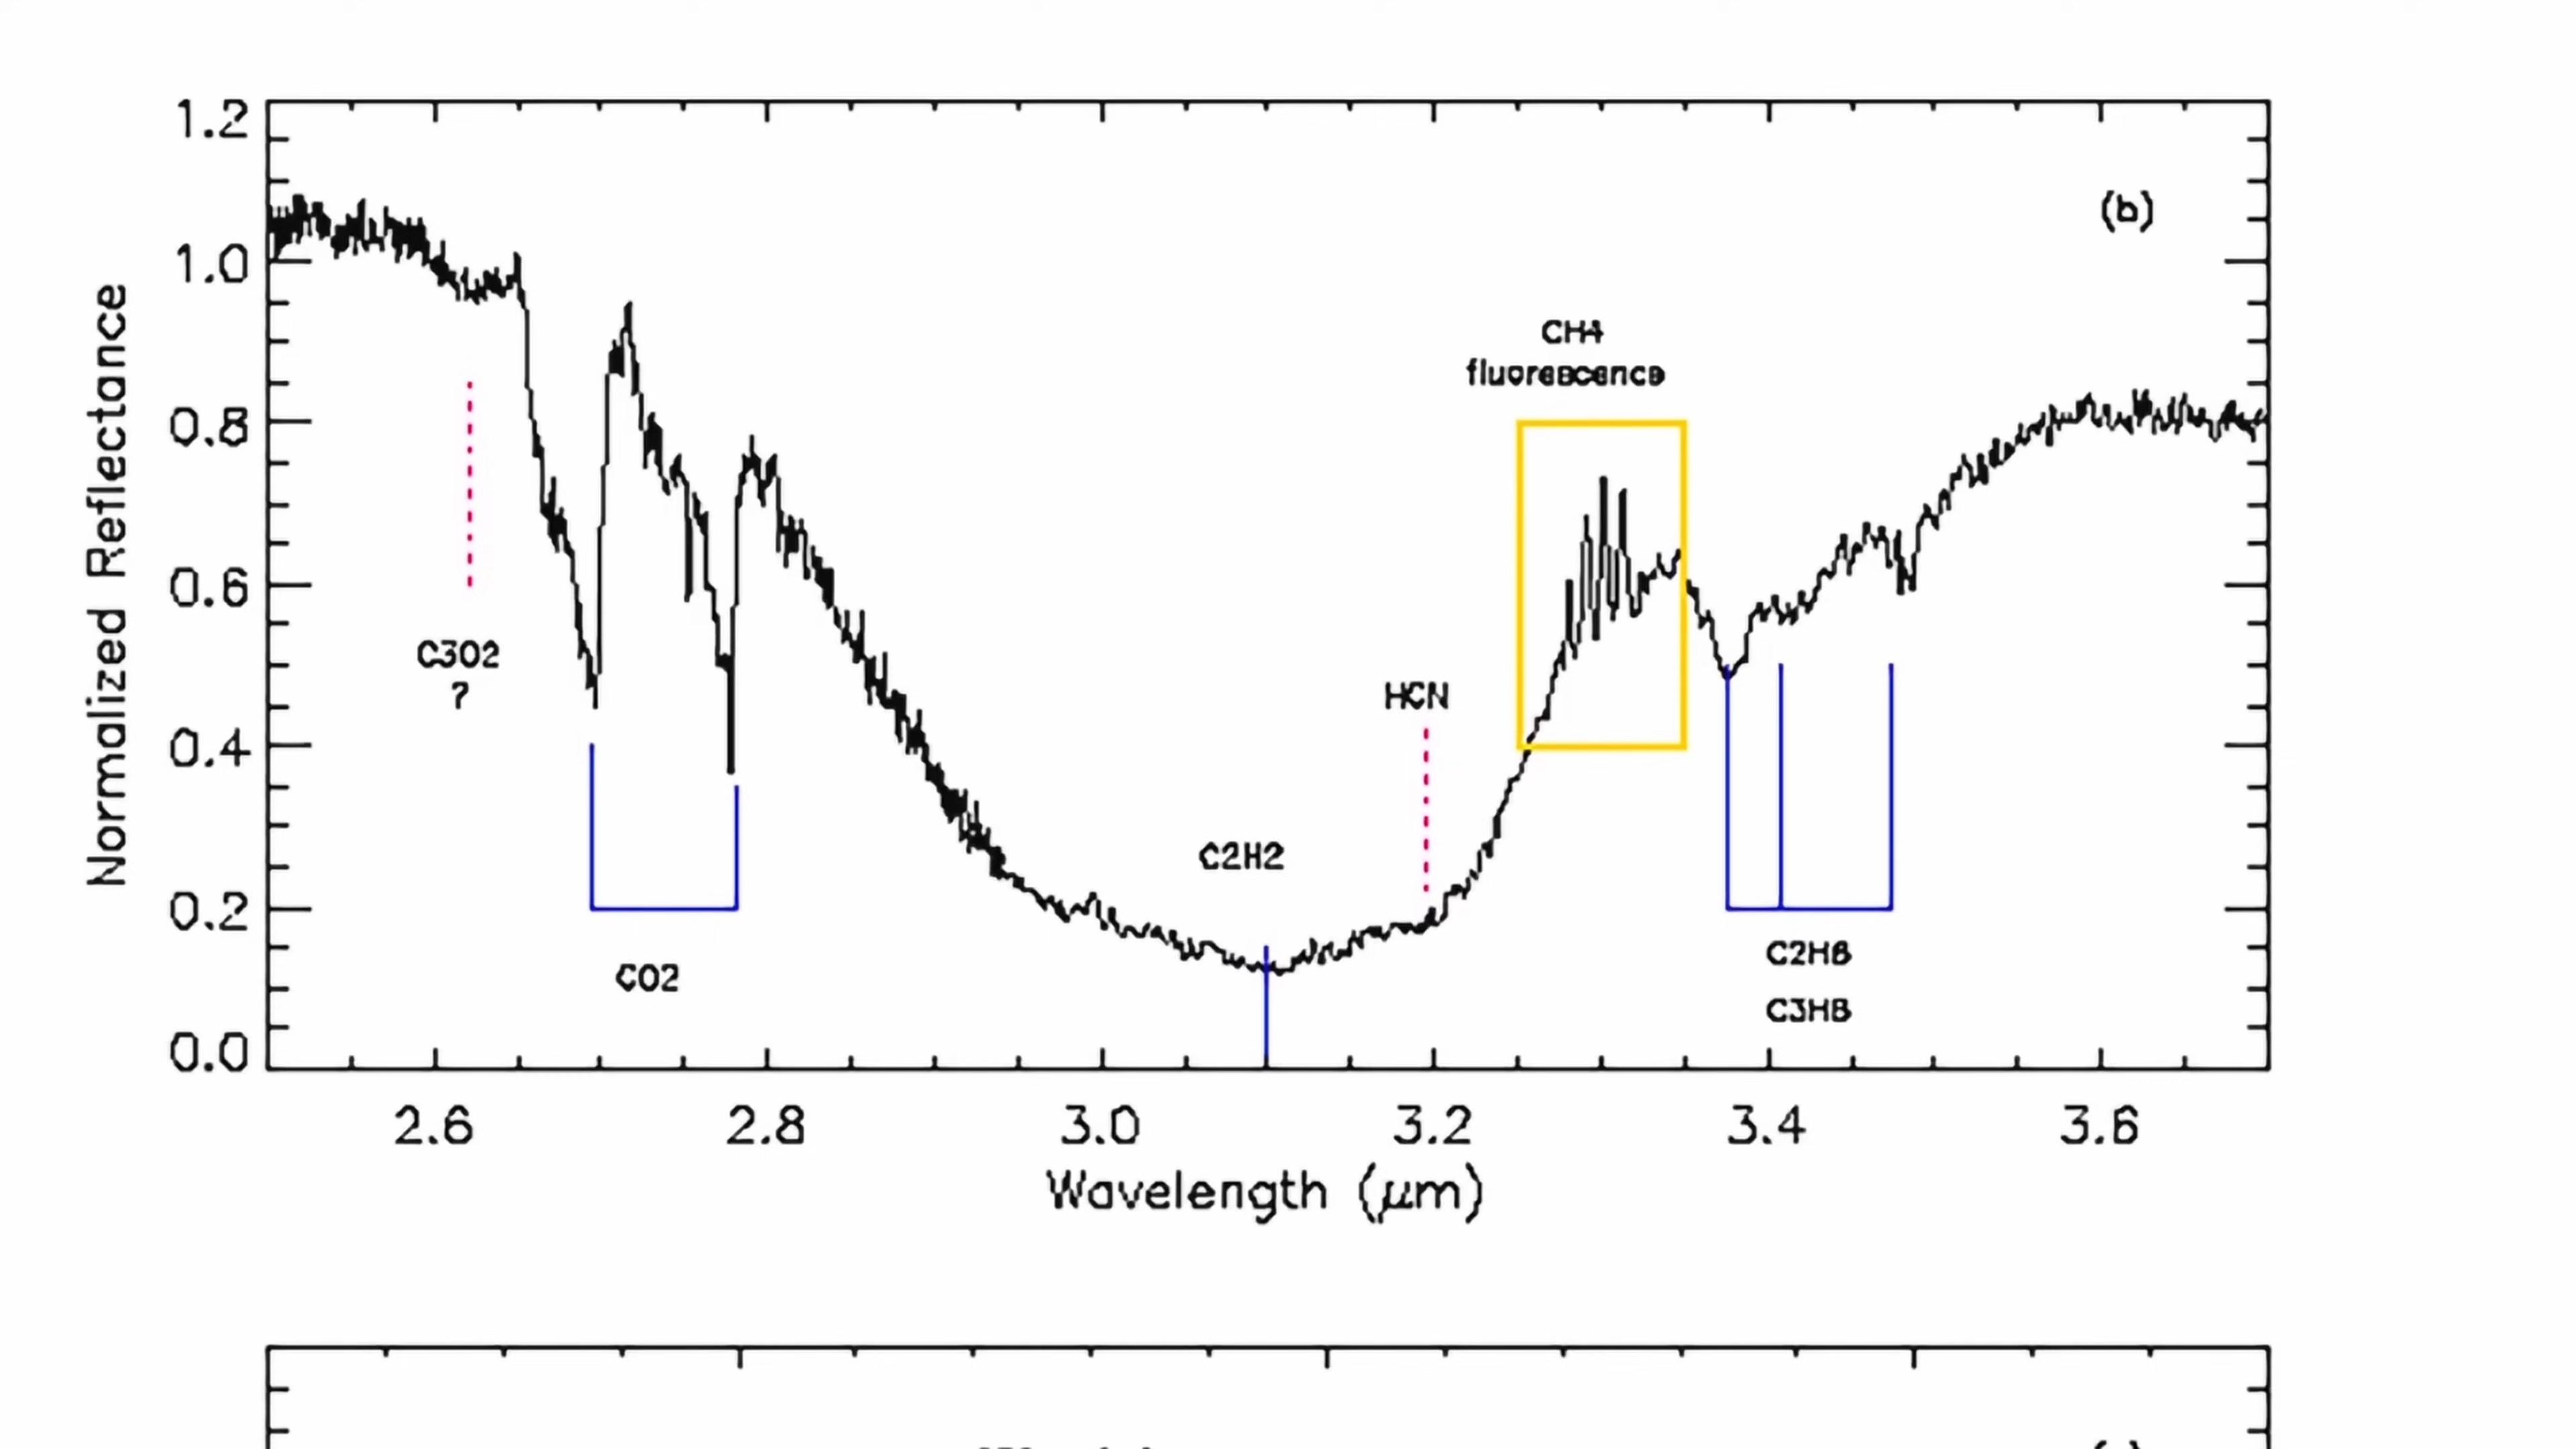 (b)
1.2
1.0
0.8
0.6
0.4
0.2
0.0
Normalized Reflectance
C3O2
?
CO2
C2H2
HCN
CH4
fluorescence
C2H6
C3H8
2.6 2.8 3.0 3.2 3.4 3.6
Wavelength (μm)